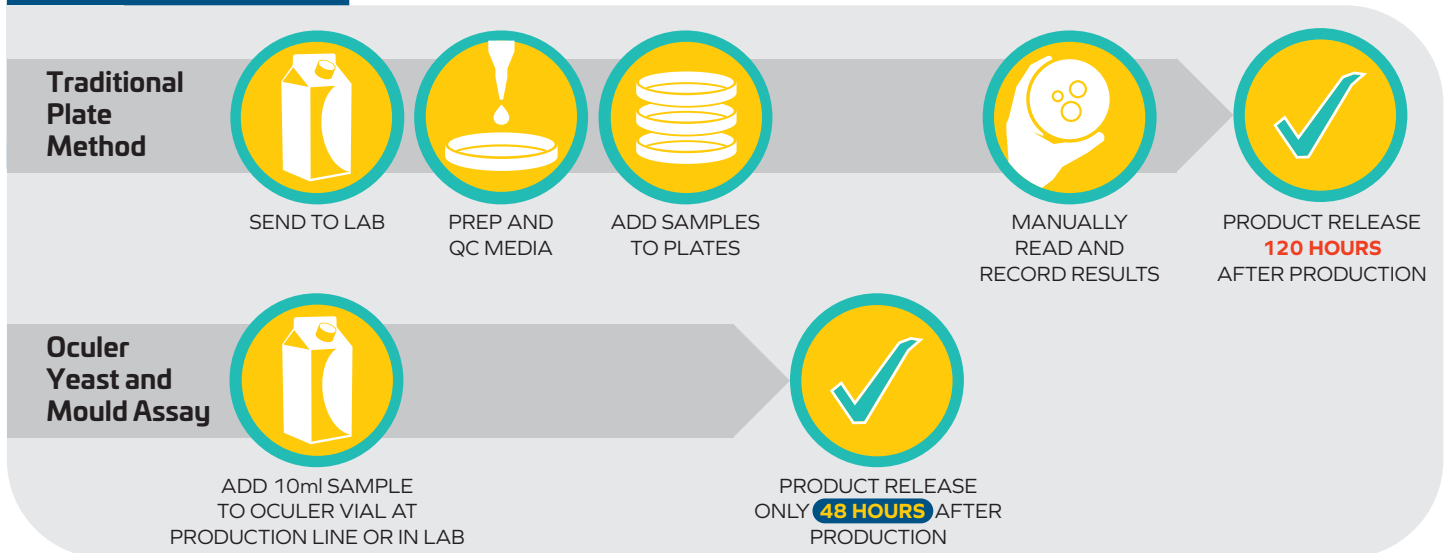 Traditional
Plate
Method
SEND TO LAB
PREP AND
QC MEDIA
ADD SAMPLES
TO PLATES
MANUALLY
READ AND
RECORD RESULTS
PRODUCT RELEASE
120 HOURS
AFTER PRODUCTION
Oculer
Yeast and
Mould Assay
ADD 10ml SAMPLE
TO OCULER VIAL AT
PRODUCTION LINE OR IN LAB
PRODUCT RELEASE
ONLY 48 HOURS AFTER
PRODUCTION